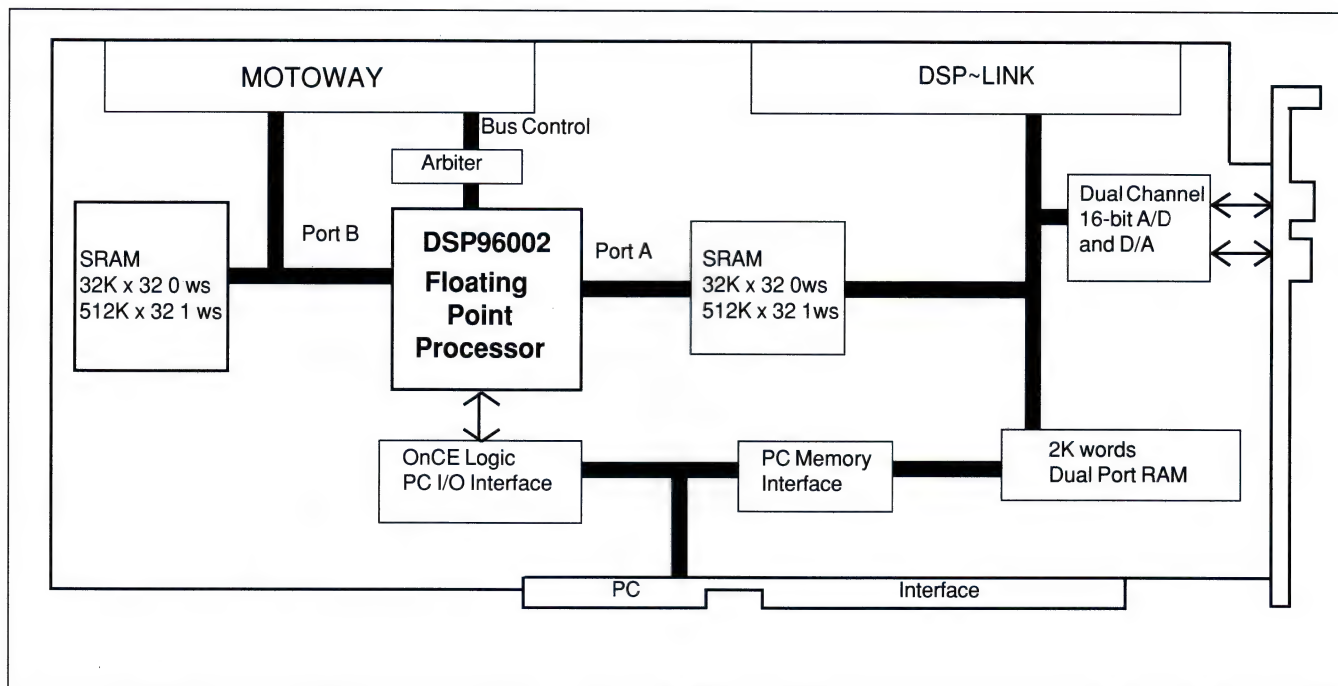 MOTOWAY
DSP~LINK
Bus Control
Arbiter
Dual Channel
16-bit A/D
and D/A
SRAM
32K x 32 0 ws
512K x 32 1 ws
Port B
DSP96002
Floating
Point
Processor
Port A
SRAM
32K x 32 0ws
512K x 32 1ws
OnCE Logic
PC I/O Interface
PC Memory
Interface
2K words
Dual Port RAM
PC
Interface